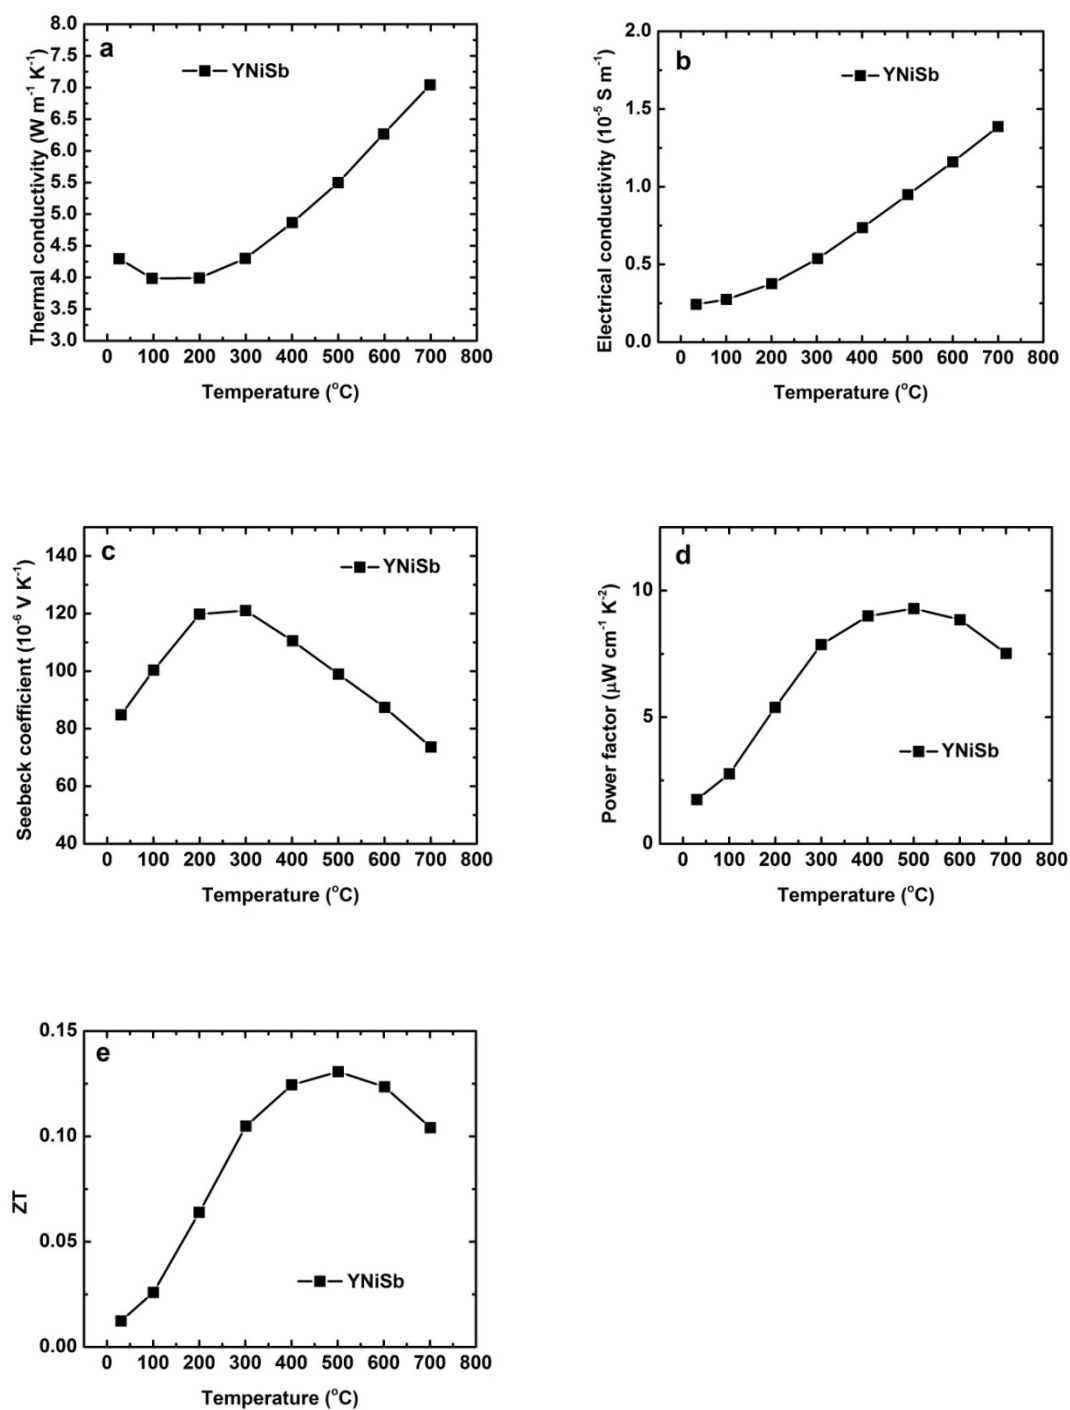 a
YNiSb
Thermal conductivity (W m⁻¹ K⁻¹)
8.0
7.5
7.0
6.5
6.0
5.5
5.0
4.5
4.0
3.5
3.0
0 100 200 300 400 500 600 700 800
Temperature (°C)
b
YNiSb
Electrical conductivity (10⁻⁵ S m⁻¹)
2.0
1.5
1.0
0.5
0.0
0 100 200 300 400 500 600 700 800
Temperature (°C)
c
YNiSb
Seebeck coefficient (10⁻⁶ V K⁻¹)
140
120
100
80
60
40
0 100 200 300 400 500 600 700 800
Temperature (°C)
d
YNiSb
Power factor (μW cm⁻¹ K⁻²)
10
5
0
0 100 200 300 400 500 600 700 800
Temperature (°C)
e
YNiSb
ZT
0.15
0.10
0.05
0.00
0 100 200 300 400 500 600 700 800
Temperature (°C)